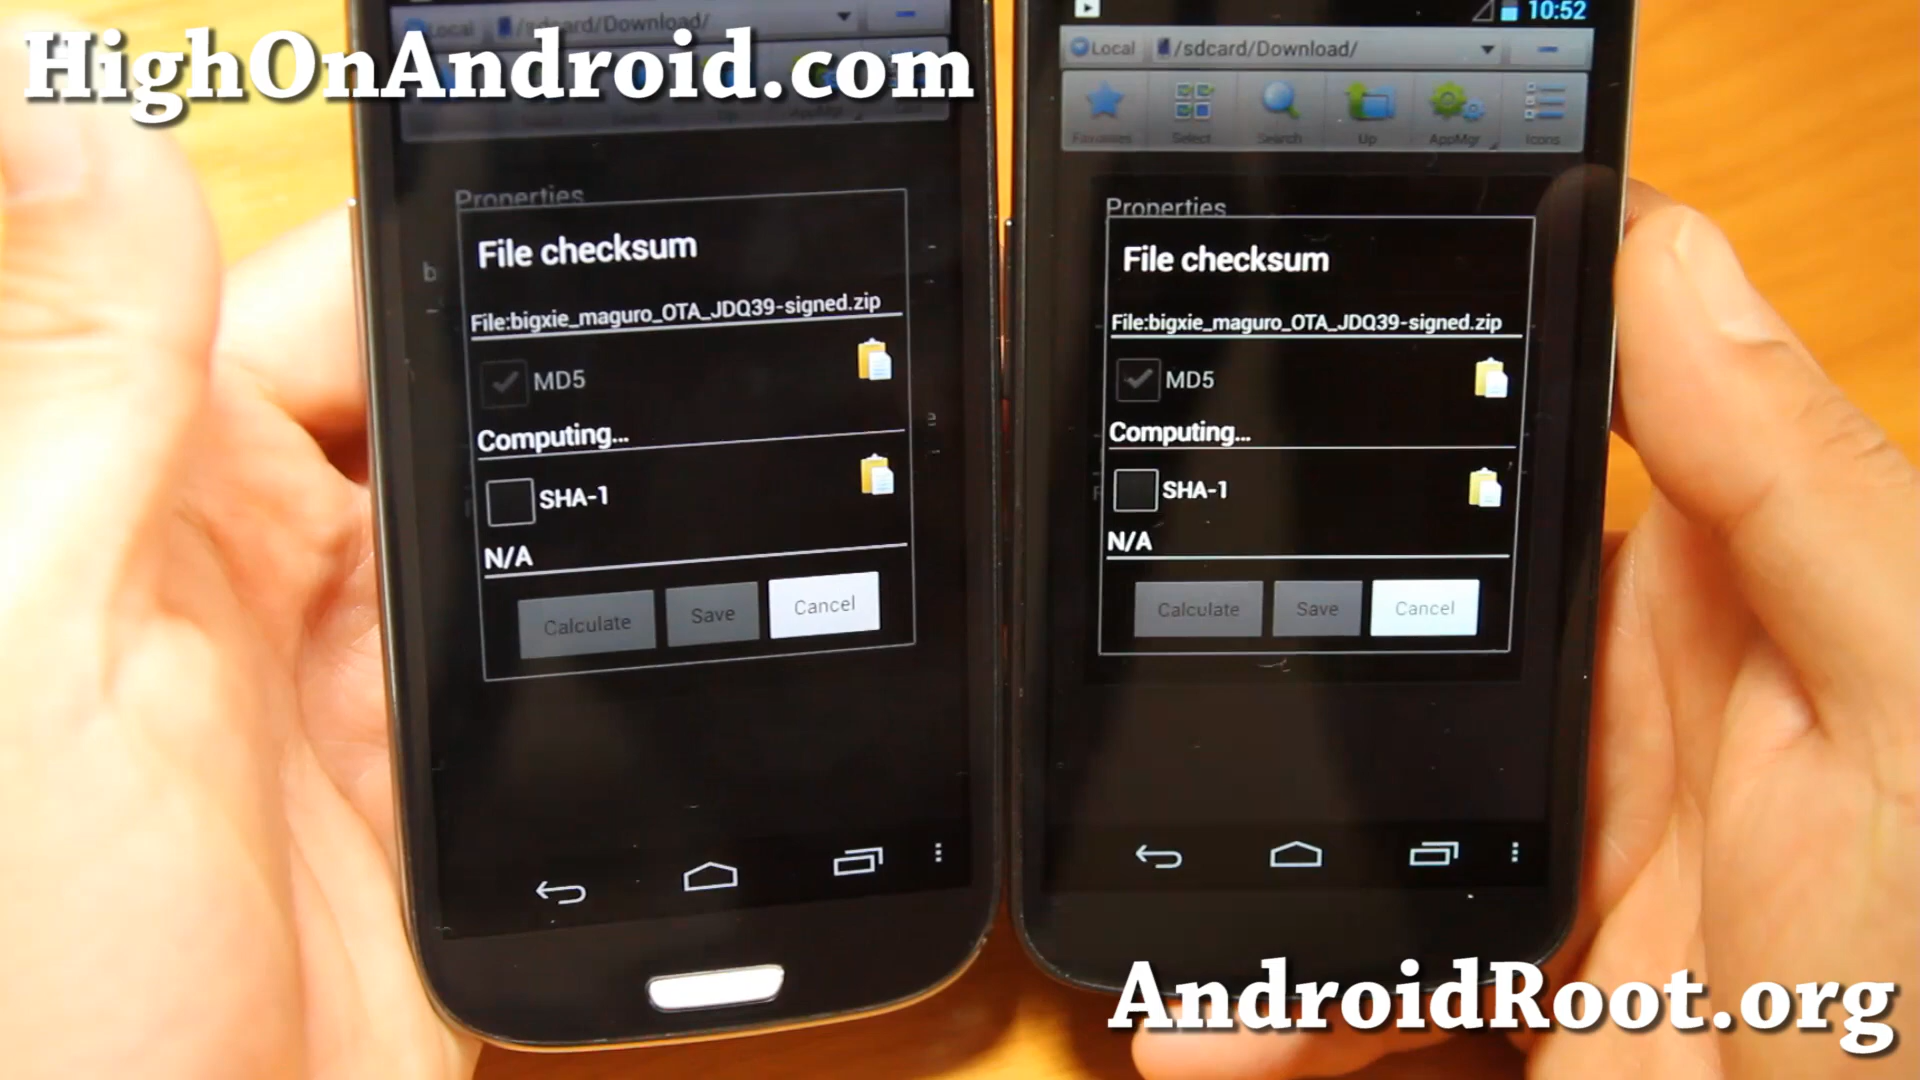 HighOnAndroid.com
Local /sdcard/Download/
AppMgr
Properties
File checksum
File:bigxie_maguro_OTA_JDQ39-signed.zip
MD5
Computing...
SHA-1
N/A
Calculate Save Cancel
10:52
Local /sdcard/Download/
Favorites Select Search Up AppMgr Icons
Properties
File checksum
File:bigxie_maguro_OTA_JDQ39-signed.zip
MD5
Computing...
SHA-1
N/A
Calculate Save Cancel
AndroidRoot.org